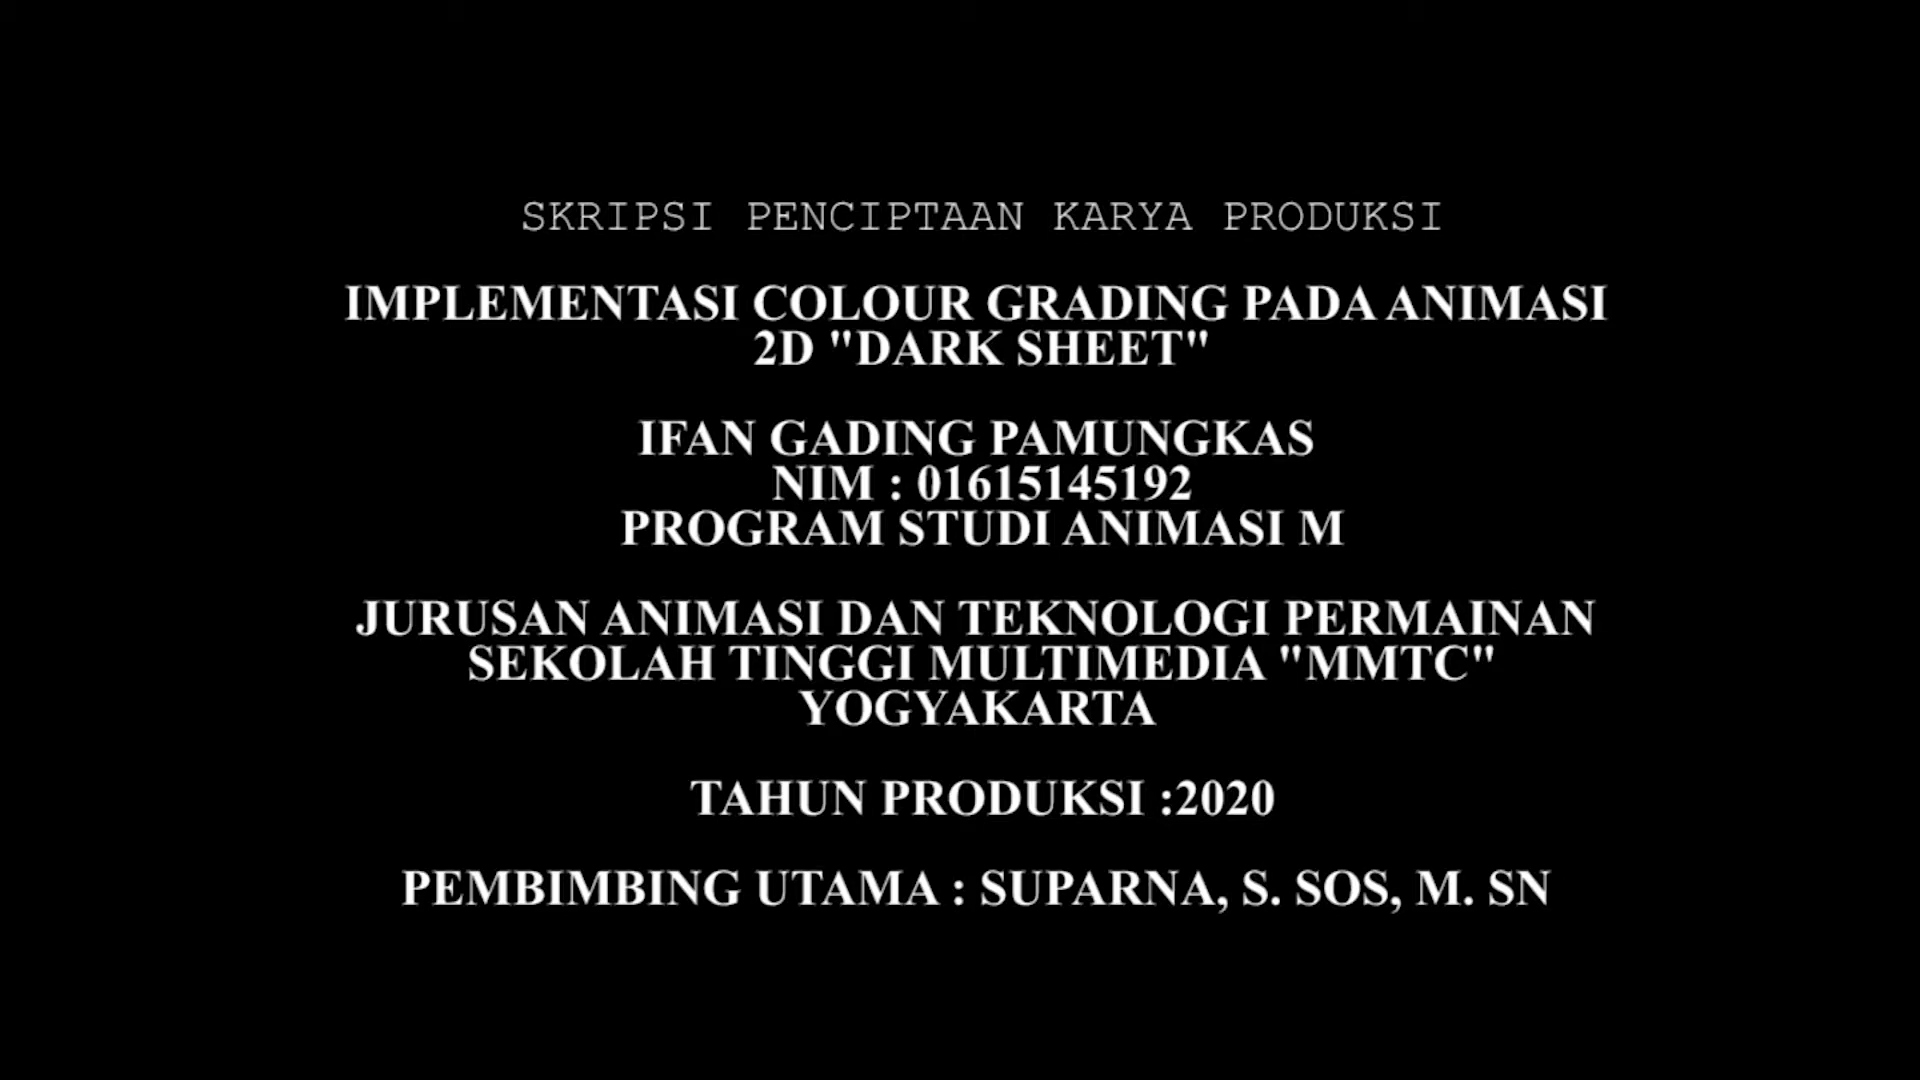 SKRIPSI PENCIPTAAN KARYA PRODUKSI
IMPLEMENTASI COLOUR GRADING PADA ANIMASI
2D "DARK SHEET"
IFAN GADING PAMUNGKAS
NIM : 01615145192
PROGRAM STUDI ANIMASI M
JURUSAN ANIMASI DAN TEKNOLOGI PERMAINAN
SEKOLAH TINGGI MULTIMEDIA "MMTC"
YOGYAKARTA
TAHUN PRODUKSI :2020
PEMBIMBING UTAMA : SUPARNA, S. SOS, M. SN